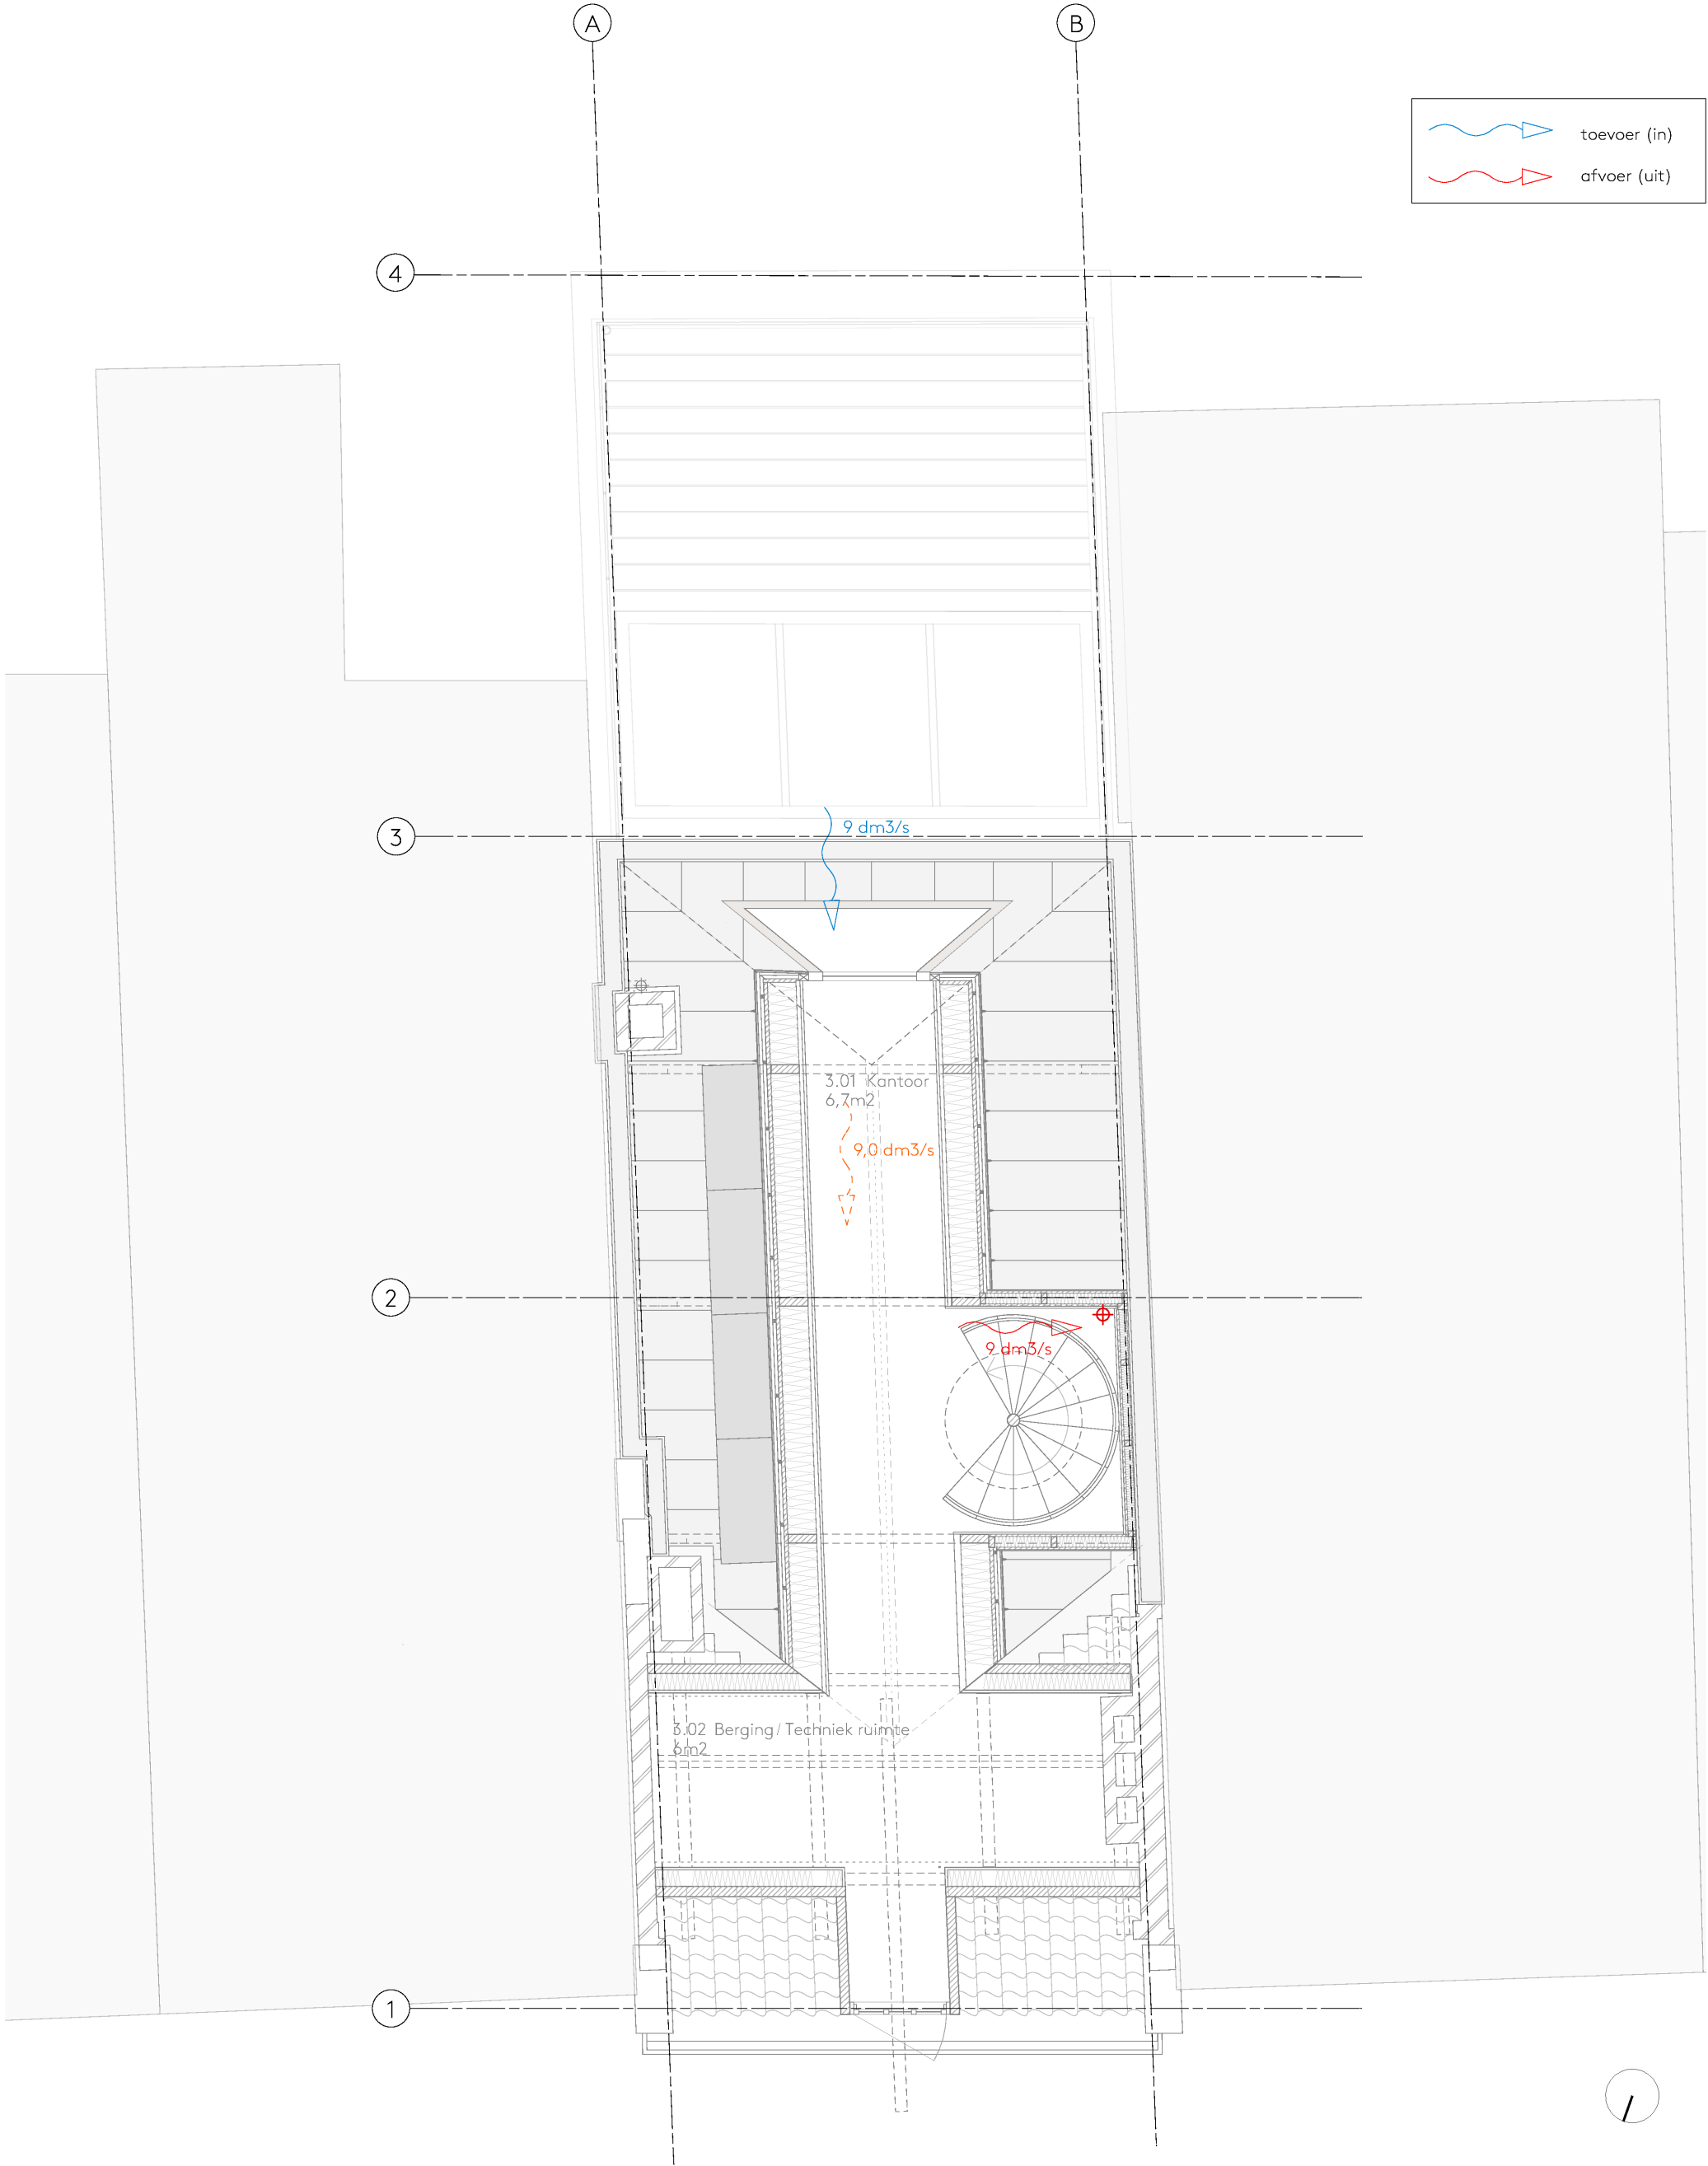 A
B
toevoer (in)
afvoer (uit)
4
3
9 dm3/s
3.01 Kantoor
6,7m2
9,0 dm3/s
2
9 dm3/s
3.02 Berging/Techniek ruimte
6m2
1